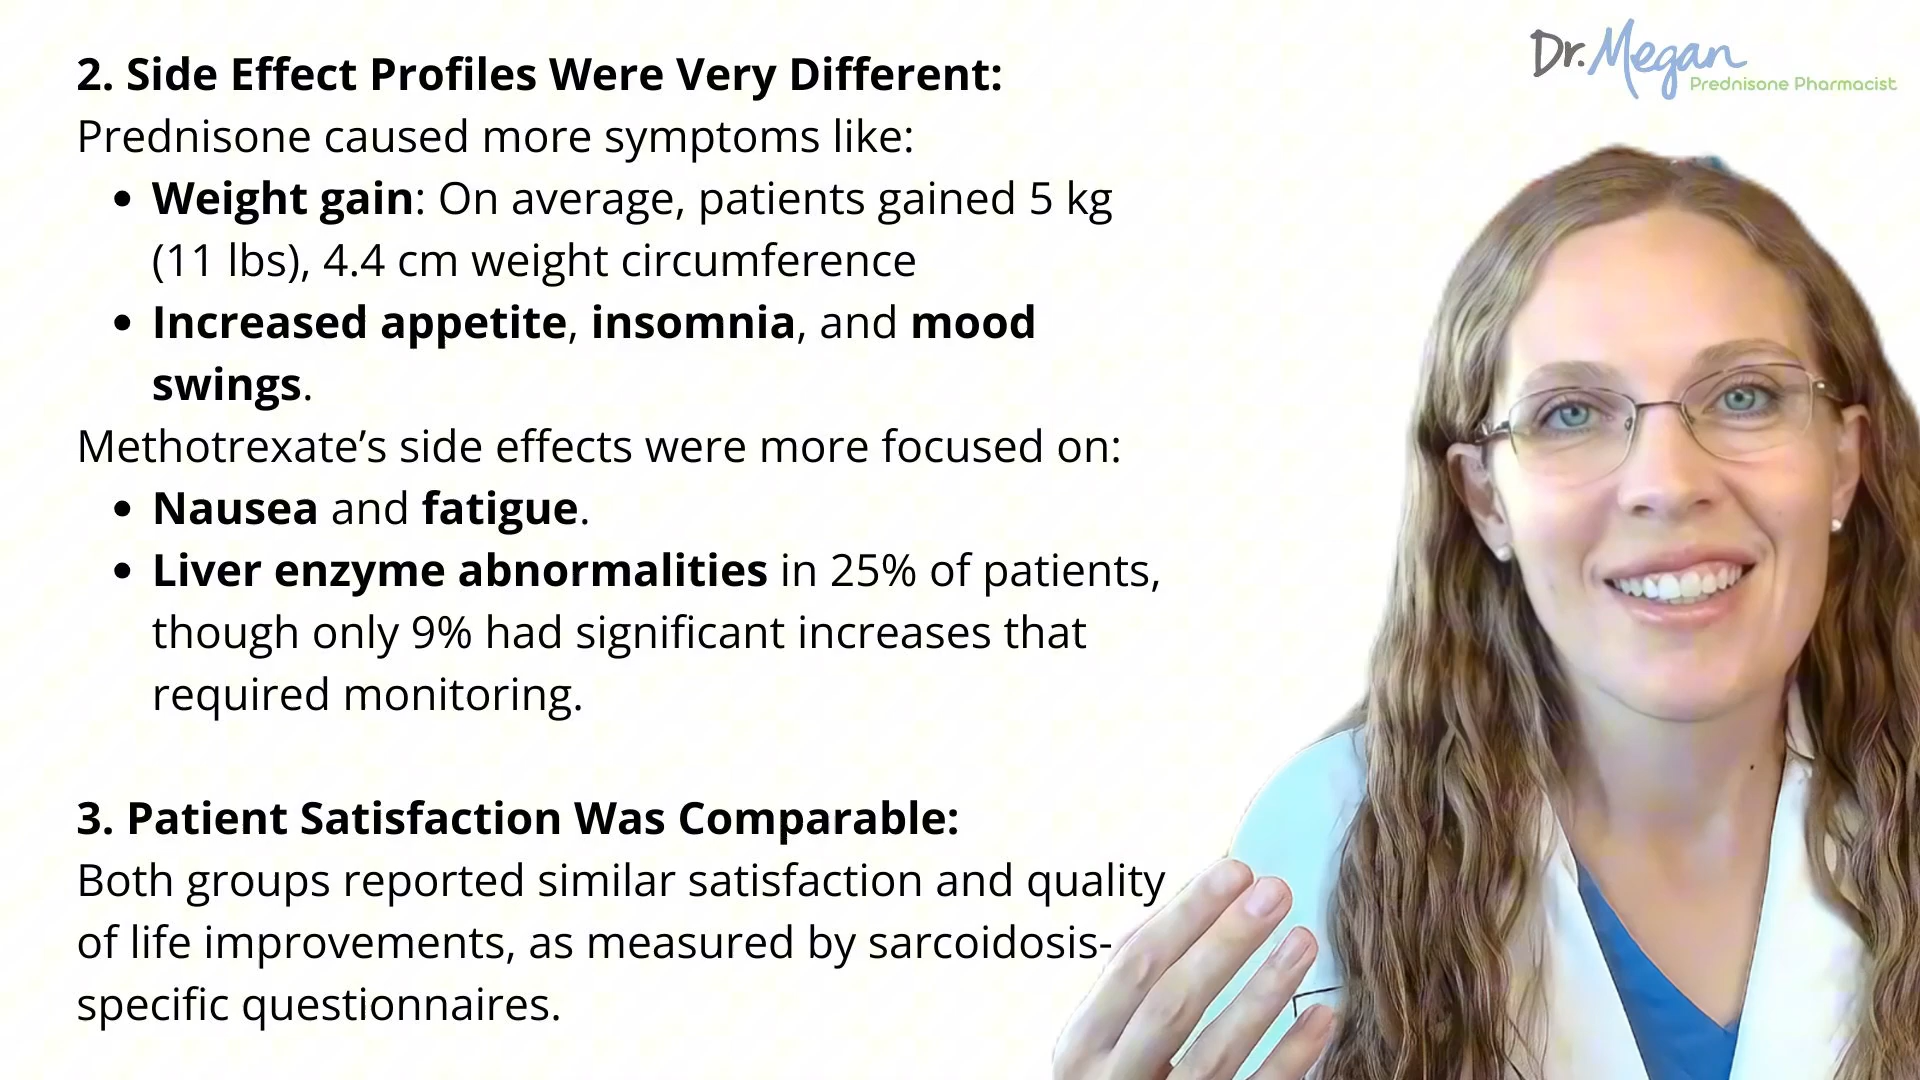 Dr. Megan
Prednisone Pharmacist
2. Side Effect Profiles Were Very Different:
Prednisone caused more symptoms like:
• Weight gain: On average, patients gained 5 kg
(11 lbs), 4.4 cm weight circumference
• Increased appetite, insomnia, and mood
swings.
Methotrexate’s side effects were more focused on:
• Nausea and fatigue.
• Liver enzyme abnormalities in 25% of patients,
though only 9% had significant increases that
required monitoring.
3. Patient Satisfaction Was Comparable:
Both groups reported similar satisfaction and quality
of life improvements, as measured by sarcoidosis-
specific questionnaires.